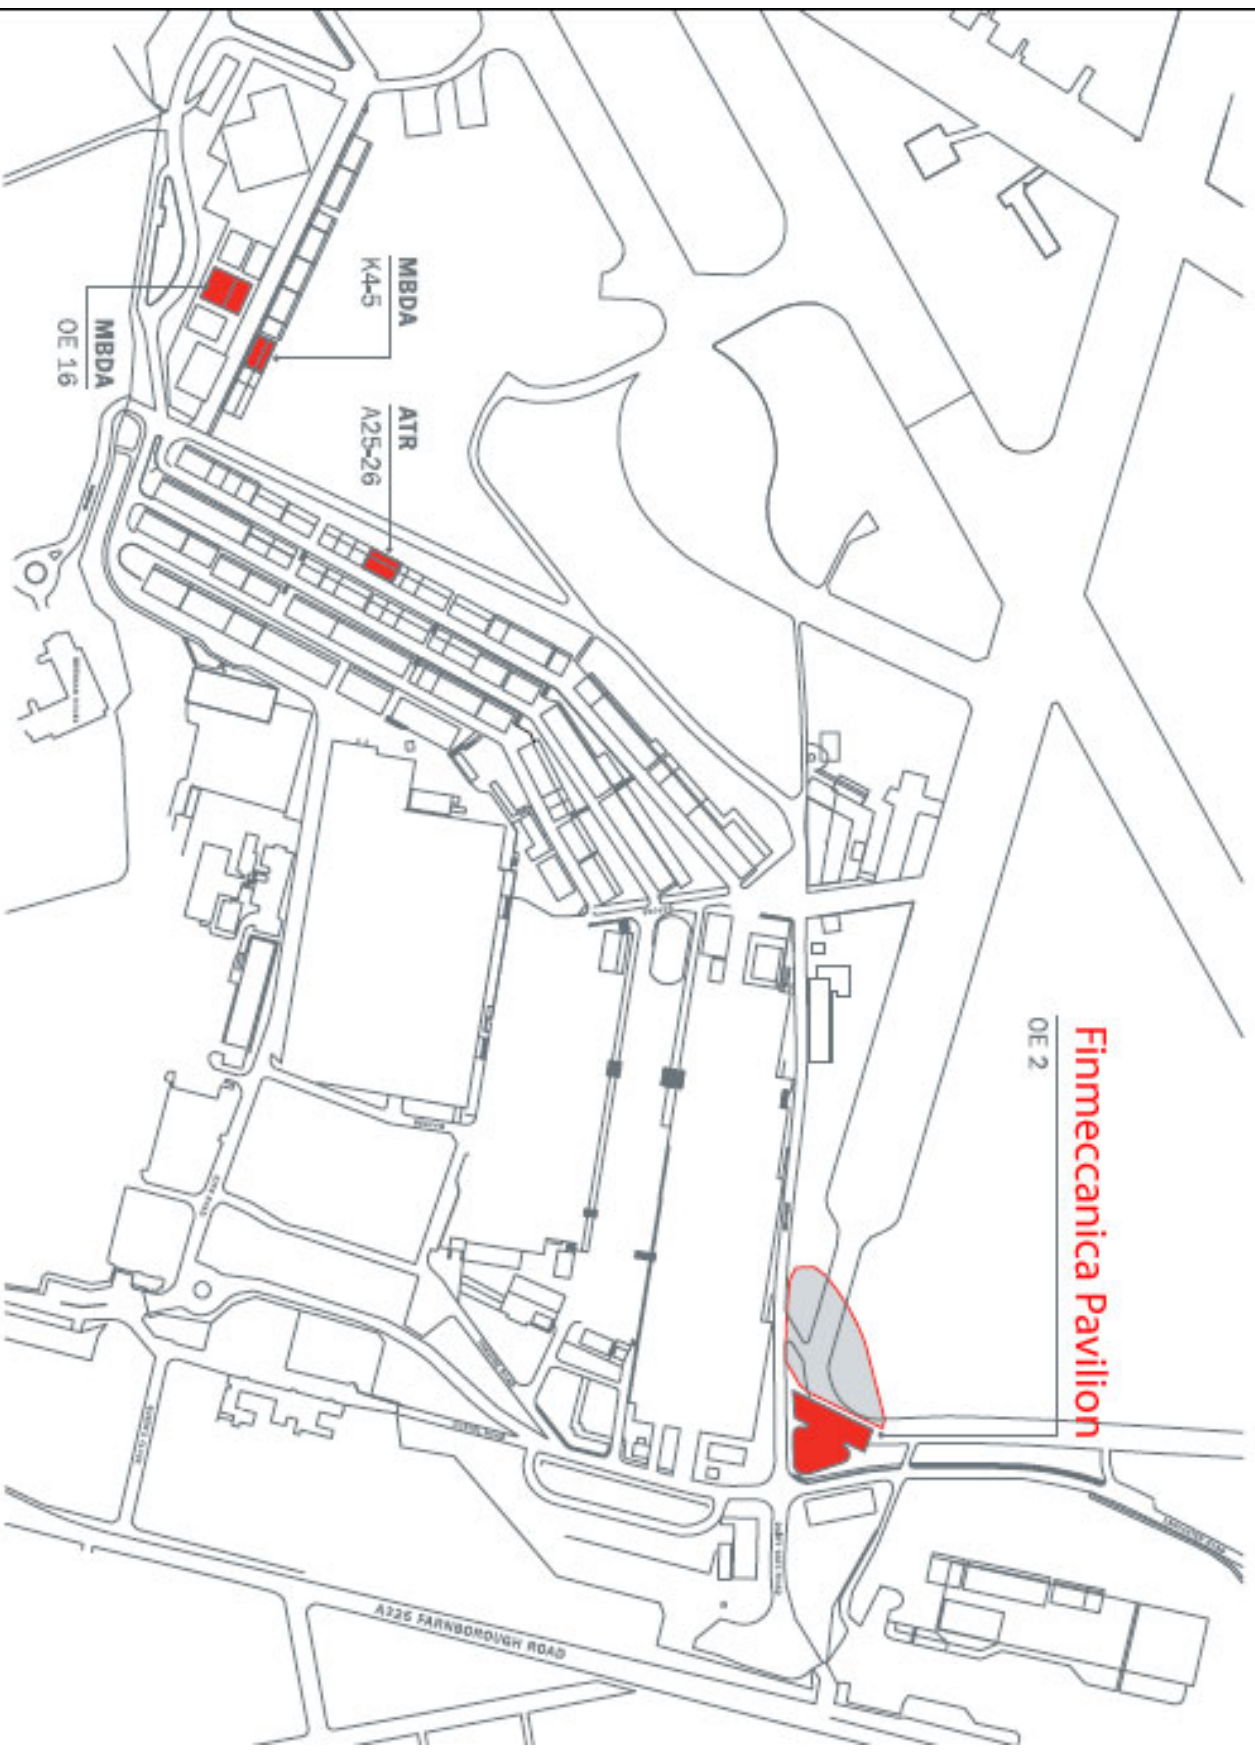 Finmeccanica Pavilion
OE 2
MBDA
K4-5
ATR
A25-26
MBDA
OE 16
A325 FARNBOROUGH ROAD